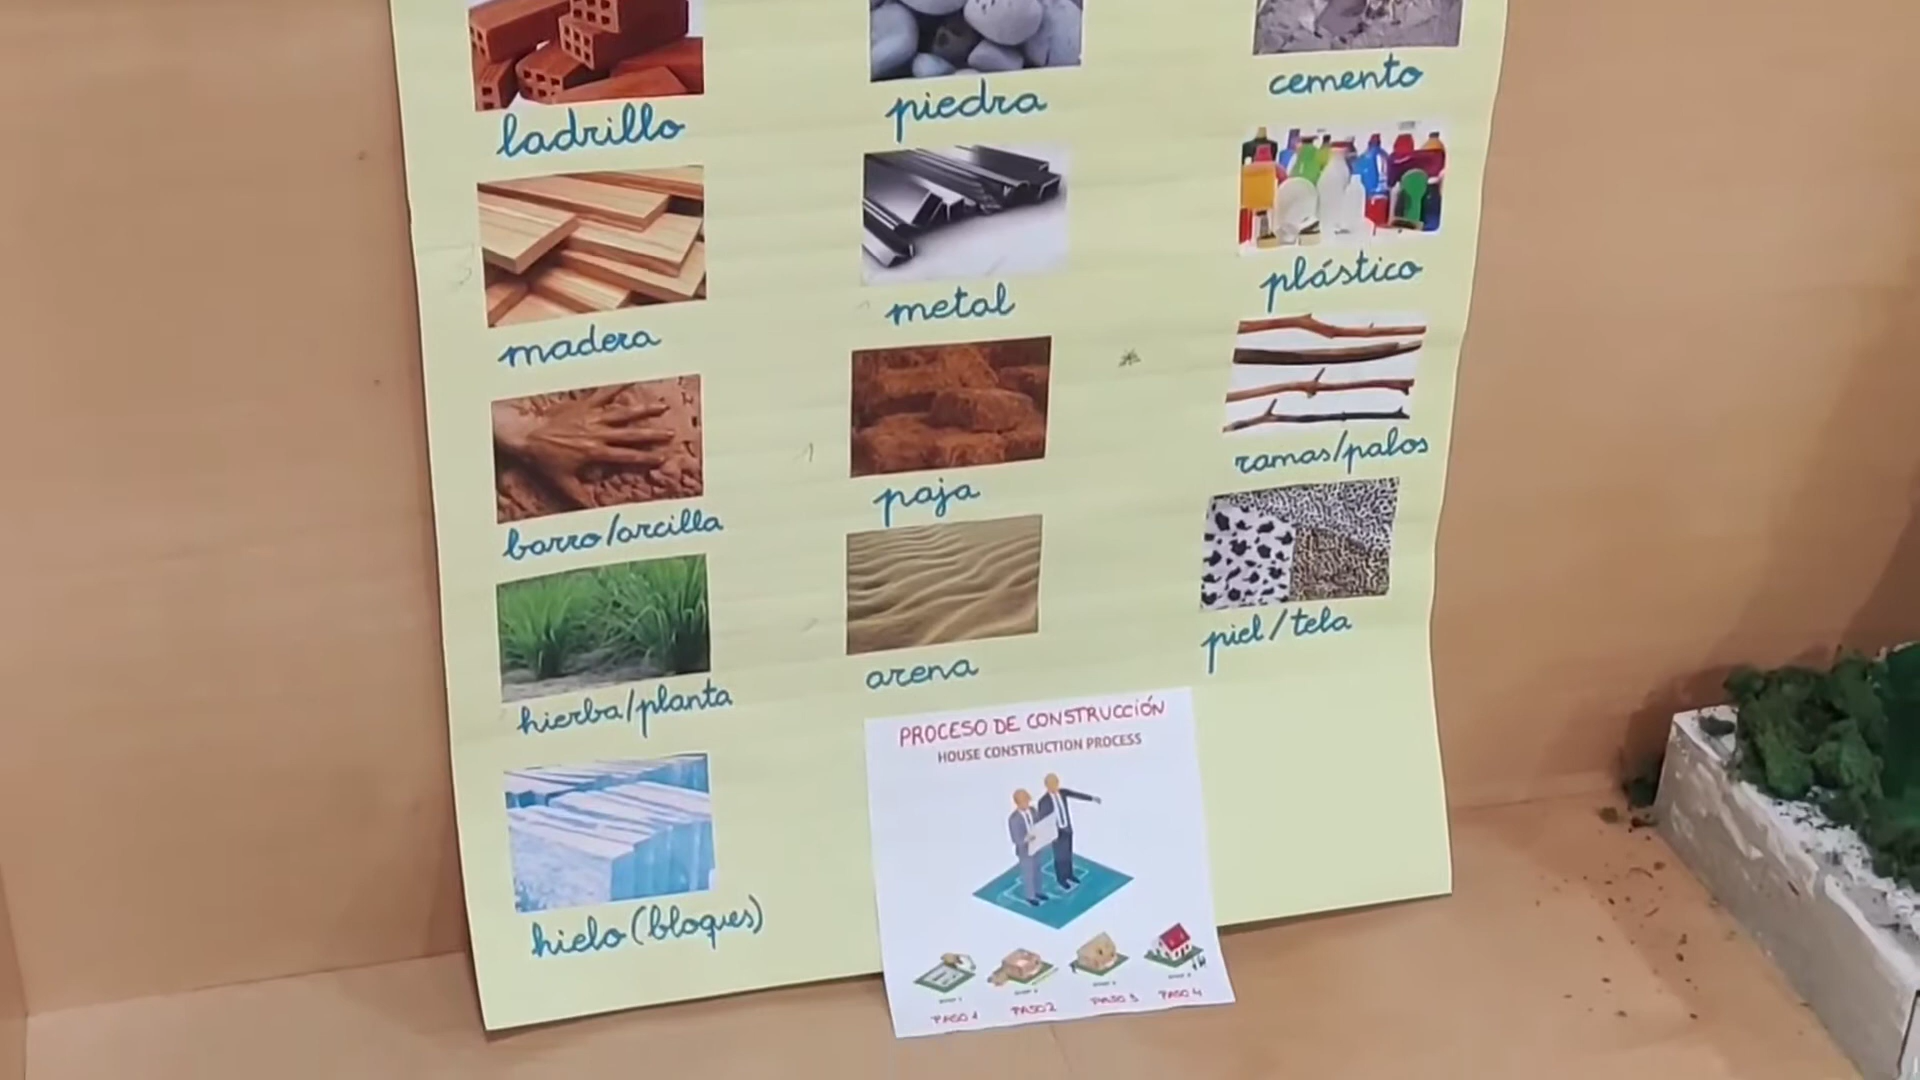 ladrillo
piedra
cemento
madera
metal
plástico
barro/arcilla
paja
ramas/palos
hierba/planta
arena
piel/tela
hielo (bloques)
PROCESO DE CONSTRUCCIÓN
HOUSE CONSTRUCTION PROCESS
PASO 1
PASO 2
PASO 3
PASO 4